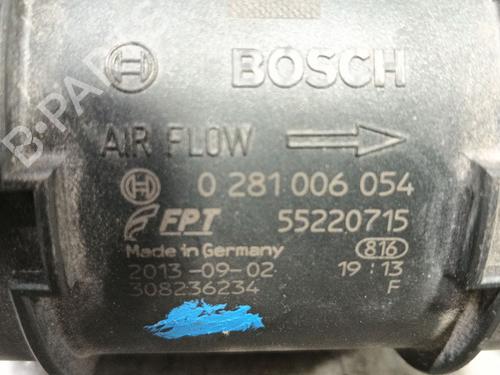 BOSCH
AIR FLOW
0 281 006 054
FPT 55220715
Made in Germany 816
2013-09-02 19:13
308236234 F
B-PARTS